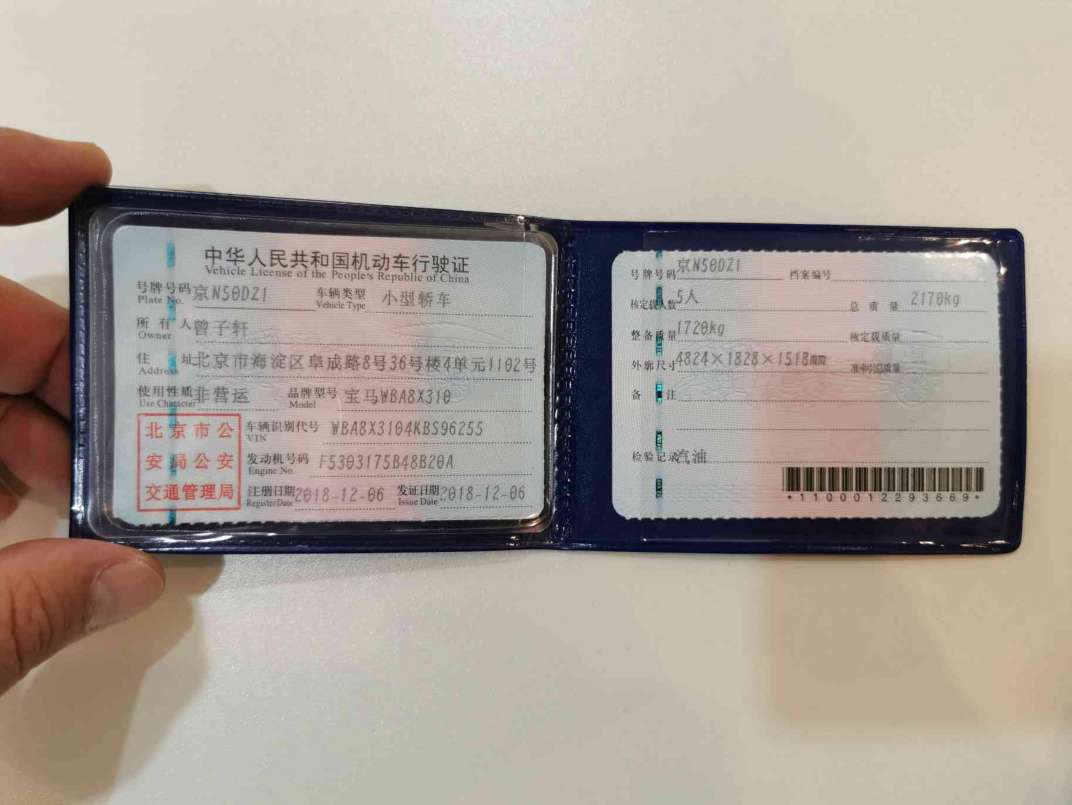 中华人民共和国机动车行驶证
Vehicle License of the People's Republic of China
号牌号码 京N50DZ1 车辆类型 小型轿车
Plate No. Vehicle Type
所有人 曾子轩
Owner
住址 北京市海淀区阜成路8号36号楼4单元1102号
Address
使用性质 非营运 品牌型号 宝马WBA8X310
Use Character Model
北京市公
安局公安
交通管理局
车辆识别代号 WBA8X3104KBS96255
VIN
发动机号码 F5303175B48B20A
Engine No.
注册日期 2018-12-06 发证日期 2018-12-06
Register Date Issue Date
号牌号码 京N50DZ1 档案编号
核定载人数 5人 总质量 2170kg
整备质量 1720kg 核定载质量
外廓尺寸 4824×1828×1518mm 准牵引总质量
备注
检验记录 汽油
*1100012293669*